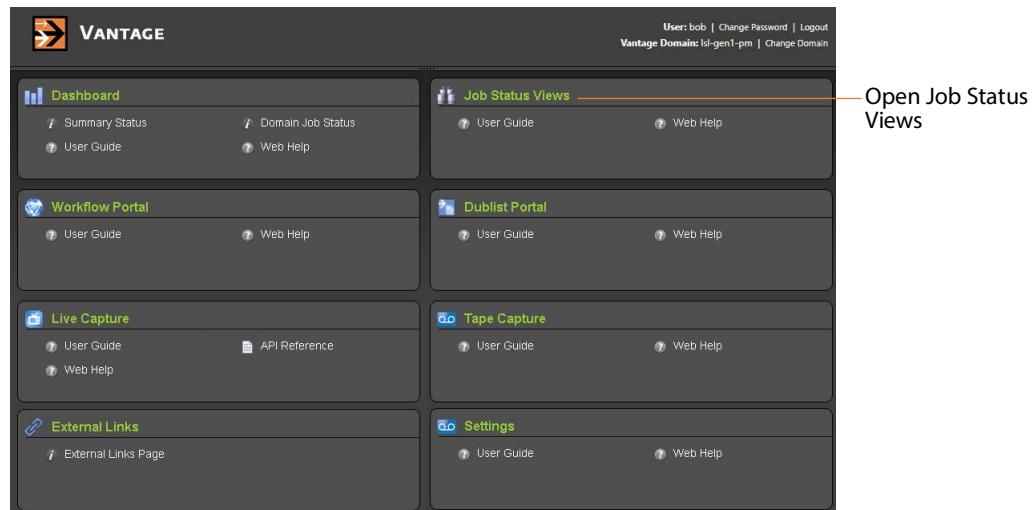 VANTAGE
User: bob | Change Password | Logout
Vantage Domain: lsl-gen1-pm | Change Domain
Dashboard
Summary Status
Domain Job Status
User Guide
Web Help
Job Status Views
User Guide
Web Help
Open Job Status
Views
Workflow Portal
User Guide
Web Help
Dublist Portal
User Guide
Web Help
Live Capture
User Guide
API Reference
Web Help
Tape Capture
User Guide
Web Help
External Links
External Links Page
Settings
User Guide
Web Help